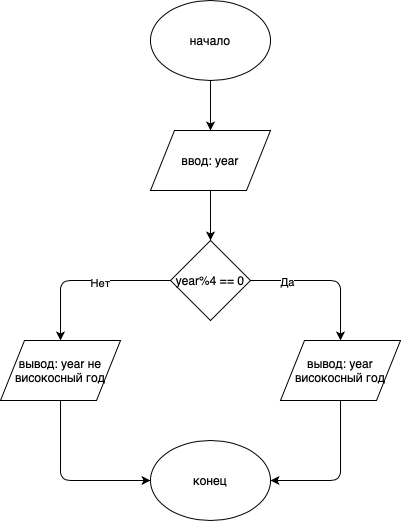 начало
ввод: year
year%4 == 0
Нет
Да
вывод: year не
високосный год
вывод: year
високосный год
конец